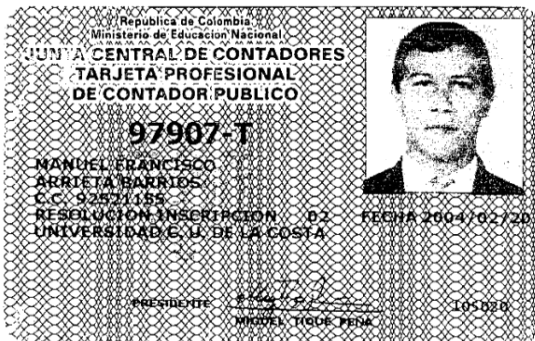 República de Colombia
Ministerio de Educación Nacional
JUNTA CENTRAL DE CONTADORES
TARJETA PROFESIONAL
DE CONTADOR PUBLICO
97907-T
MANUEL FRANCISCO
ARRIETA BARRIOS
C.C. 92521155
RESOLUCION INSCRIPCION 02 FECHA 2004/02/20
UNIVERSIDAD C. U. DE LA COSTA
PRESIDENTE
MIGUEL TIQUE PEÑA
105020